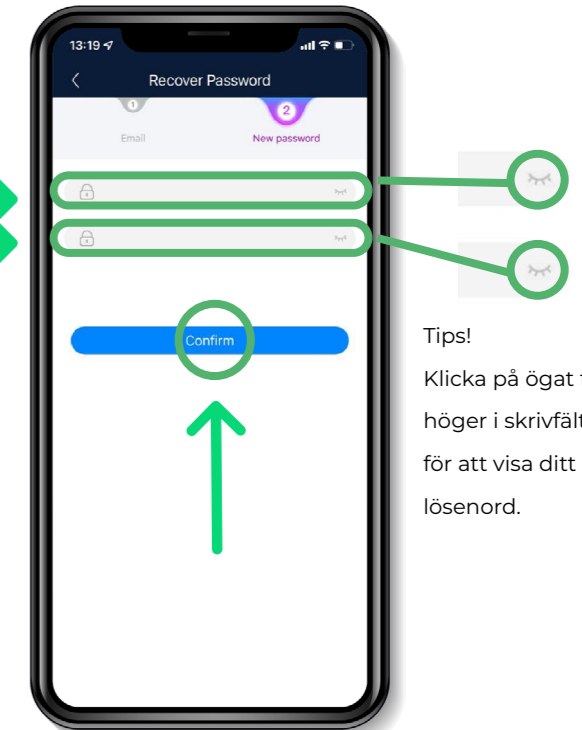 13:19
Recover Password
1
2
Email
New password
Confirm
Tips!
Klicka på ögat
höger i skrivfält
för att visa ditt
lösenord.